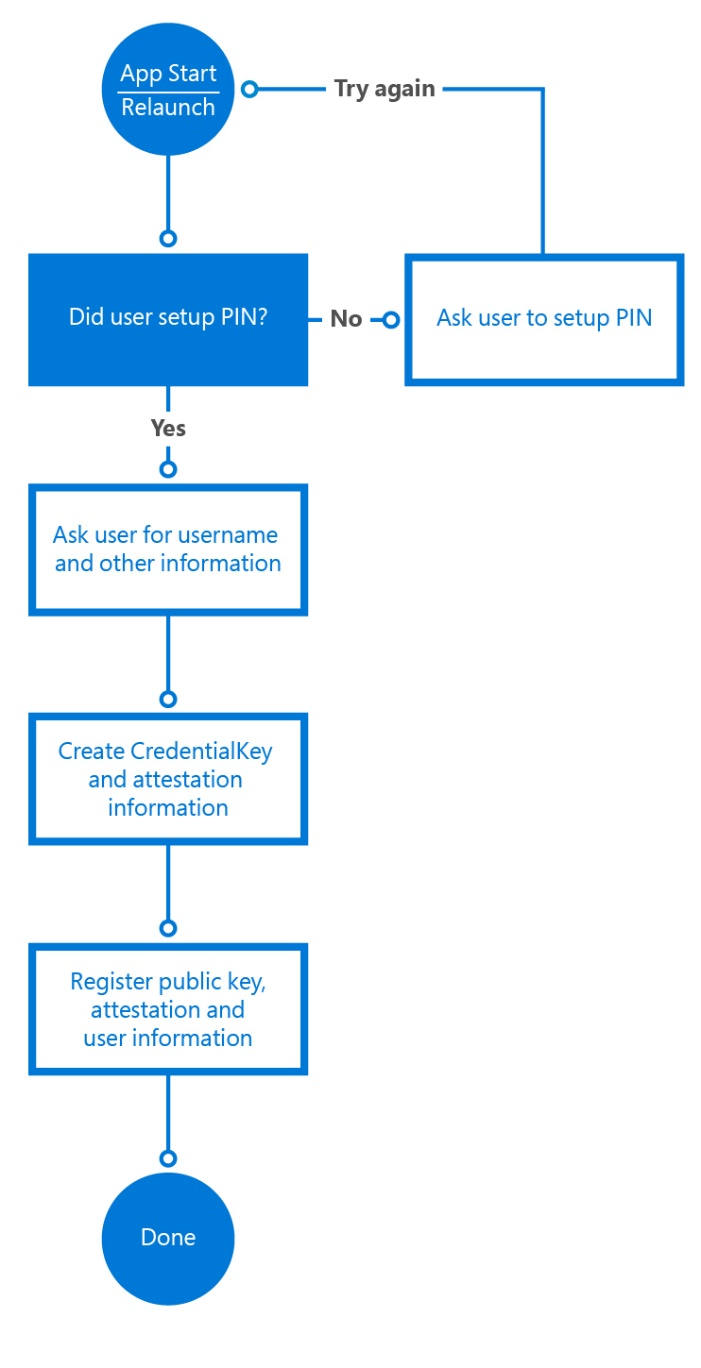 App Start
Relaunch
Try again
Did user setup PIN?
No
Ask user to setup PIN
Yes
Ask user for username
and other information
Create CredentialKey
and attestation
information
Register public key,
attestation and
user information
Done